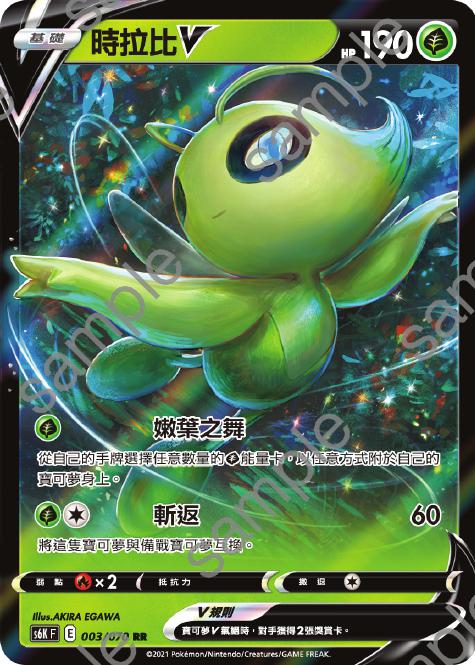 基礎 時拉比V HP 190
嫩葉之舞
從自己的手牌選擇任意數量的能量卡，以任意方式附於自己的
寶可夢身上。
斬返 60
將這隻寶可夢與備戰寶可夢互換。
弱點 ×2 抵抗力 撤退
Illus.AKIRA EGAWA
s6K F E 003/070 RR
V規則
寶可夢V氣絕時，對手獲得2張獎賞卡。
©2021 Pokémon/Nintendo/Creatures/GAME FREAK.
sample
sample
sample
sample
sample
sample